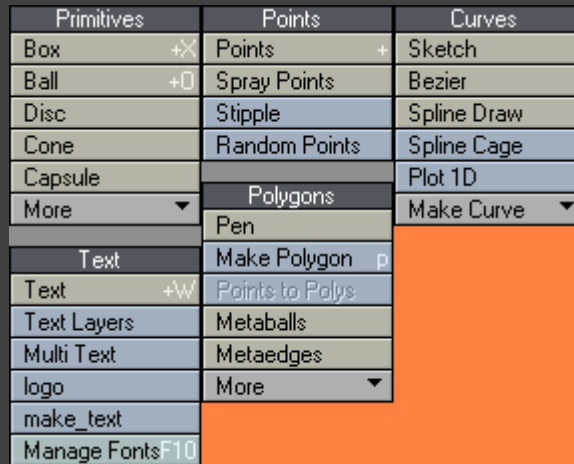 Primitives
Box +X
Ball +O
Disc
Cone
Capsule
More
Text
Text +W
Text Layers
Multi Text
logo
make_text
Manage Fonts F10
Points
Points +
Spray Points
Stipple
Random Points
Polygons
Pen
Make Polygon p
Points to Polys
Metaballs
Metaedges
More
Curves
Sketch
Bezier
Spline Draw
Spline Cage
Plot 1D
Make Curve